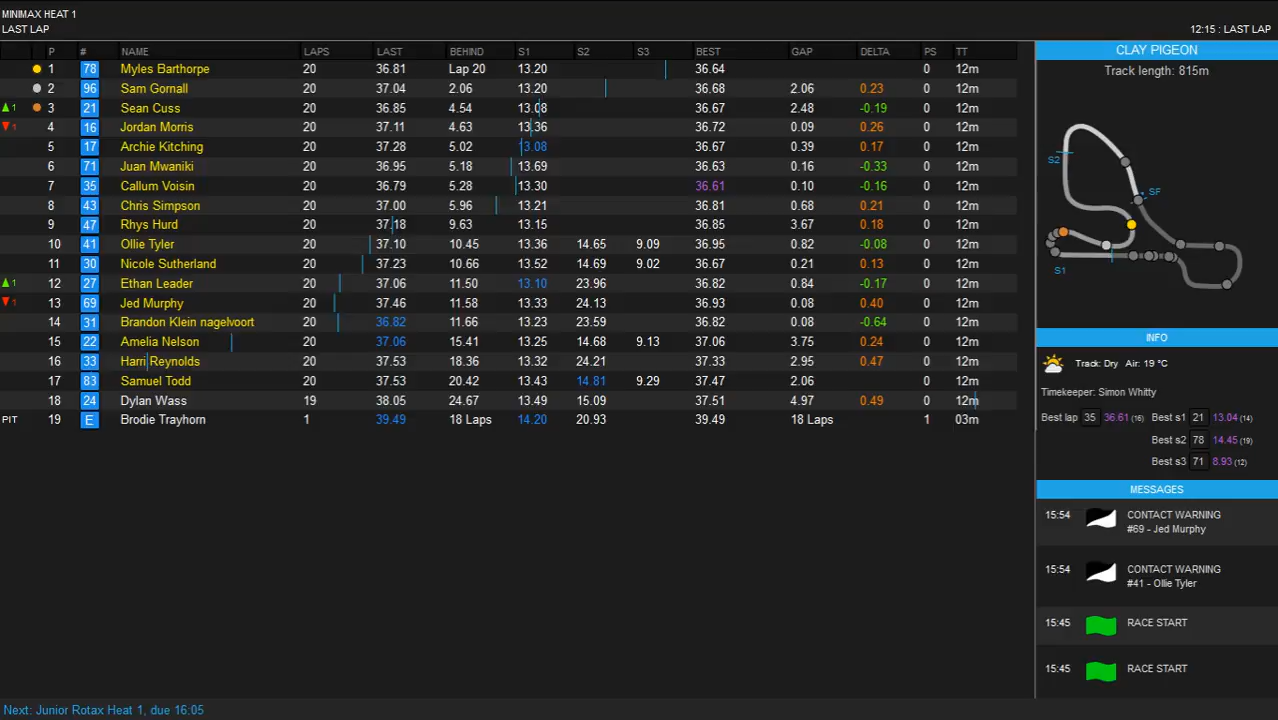 MINIMAX HEAT 1
LAST LAP
12:15 : LAST LAP
P # NAME LAPS LAST BEHIND S1 S2 S3 BEST GAP DELTA PS TT
1 78 Myles Barthorpe 20 36.81 Lap 20 13.20 36.64 0 12m
2 96 Sam Gornall 20 37.04 2.06 13.20 36.68 2.06 0.23 0 12m
1 3 21 Sean Cuss 20 36.85 4.54 13.08 36.67 2.48 -0.19 0 12m
1 4 16 Jordan Morris 20 37.11 4.63 13.36 36.72 0.09 0.26 0 12m
5 17 Archie Kitching 20 37.28 5.02 13.08 36.67 0.39 0.17 0 12m
6 71 Juan Mwaniki 20 36.95 5.18 13.69 36.63 0.16 -0.33 0 12m
7 35 Callum Voisin 20 36.79 5.28 13.30 36.61 0.10 -0.16 0 12m
8 43 Chris Simpson 20 37.00 5.96 13.21 36.81 0.68 0.21 0 12m
9 47 Rhys Hurd 20 37.18 9.63 13.15 36.85 3.67 0.18 0 12m
10 41 Ollie Tyler 20 37.10 10.45 13.36 14.65 9.09 36.95 0.82 -0.08 0 12m
11 30 Nicole Sutherland 20 37.23 10.66 13.52 14.69 9.02 36.67 0.21 0.13 0 12m
1 12 27 Ethan Leader 20 37.06 11.50 13.10 23.96 36.82 0.84 -0.17 0 12m
1 13 69 Jed Murphy 20 37.46 11.58 13.33 24.13 36.93 0.08 0.40 0 12m
14 31 Brandon Klein nagelvoort 20 36.82 11.66 13.23 23.59 36.82 0.08 -0.64 0 12m
15 22 Amelia Nelson 20 37.06 15.41 13.25 14.68 9.13 37.06 3.75 0.24 0 12m
16 33 Harri Reynolds 20 37.53 18.36 13.32 24.21 37.33 2.95 0.47 0 12m
17 83 Samuel Todd 20 37.53 20.42 13.43 14.81 9.29 37.47 2.06 0 12m
18 24 Dylan Wass 19 38.05 24.67 13.49 15.09 37.51 4.97 0.49 0 12m
PIT 19 E Brodie Trayhorn 1 39.49 18 Laps 14.20 20.93 39.49 18 Laps 1 03m
CLAY PIGEON
Track length: 815m
S2
SF
S1
INFO
Track: Dry Air: 19 °C
Timekeeper: Simon Whitty
Best lap 35 36.61 (16) Best s1 21 13.04 (14)
Best s2 78 14.45 (19)
Best s3 71 8.93 (12)
MESSAGES
15:54 CONTACT WARNING
#69 - Jed Murphy
15:54 CONTACT WARNING
#41 - Ollie Tyler
15:45 RACE START
15:45 RACE START
Next: Junior Rotax Heat 1, due 16:05